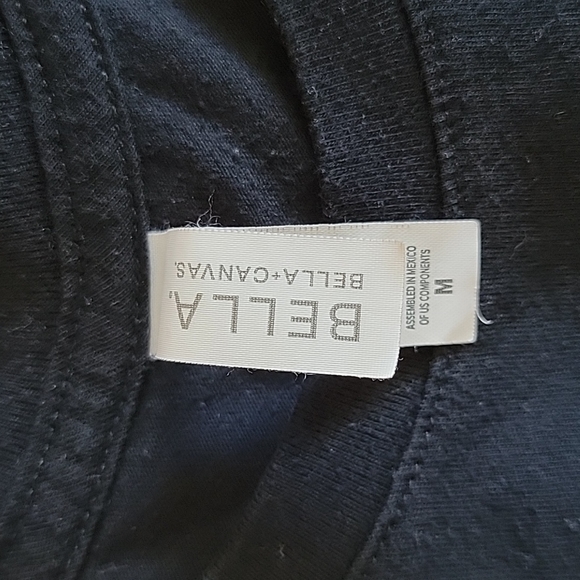 BELLA.
BELLA+CANVAS.
M
ASSEMBLED IN MEXICO
OF US COMPONENTS